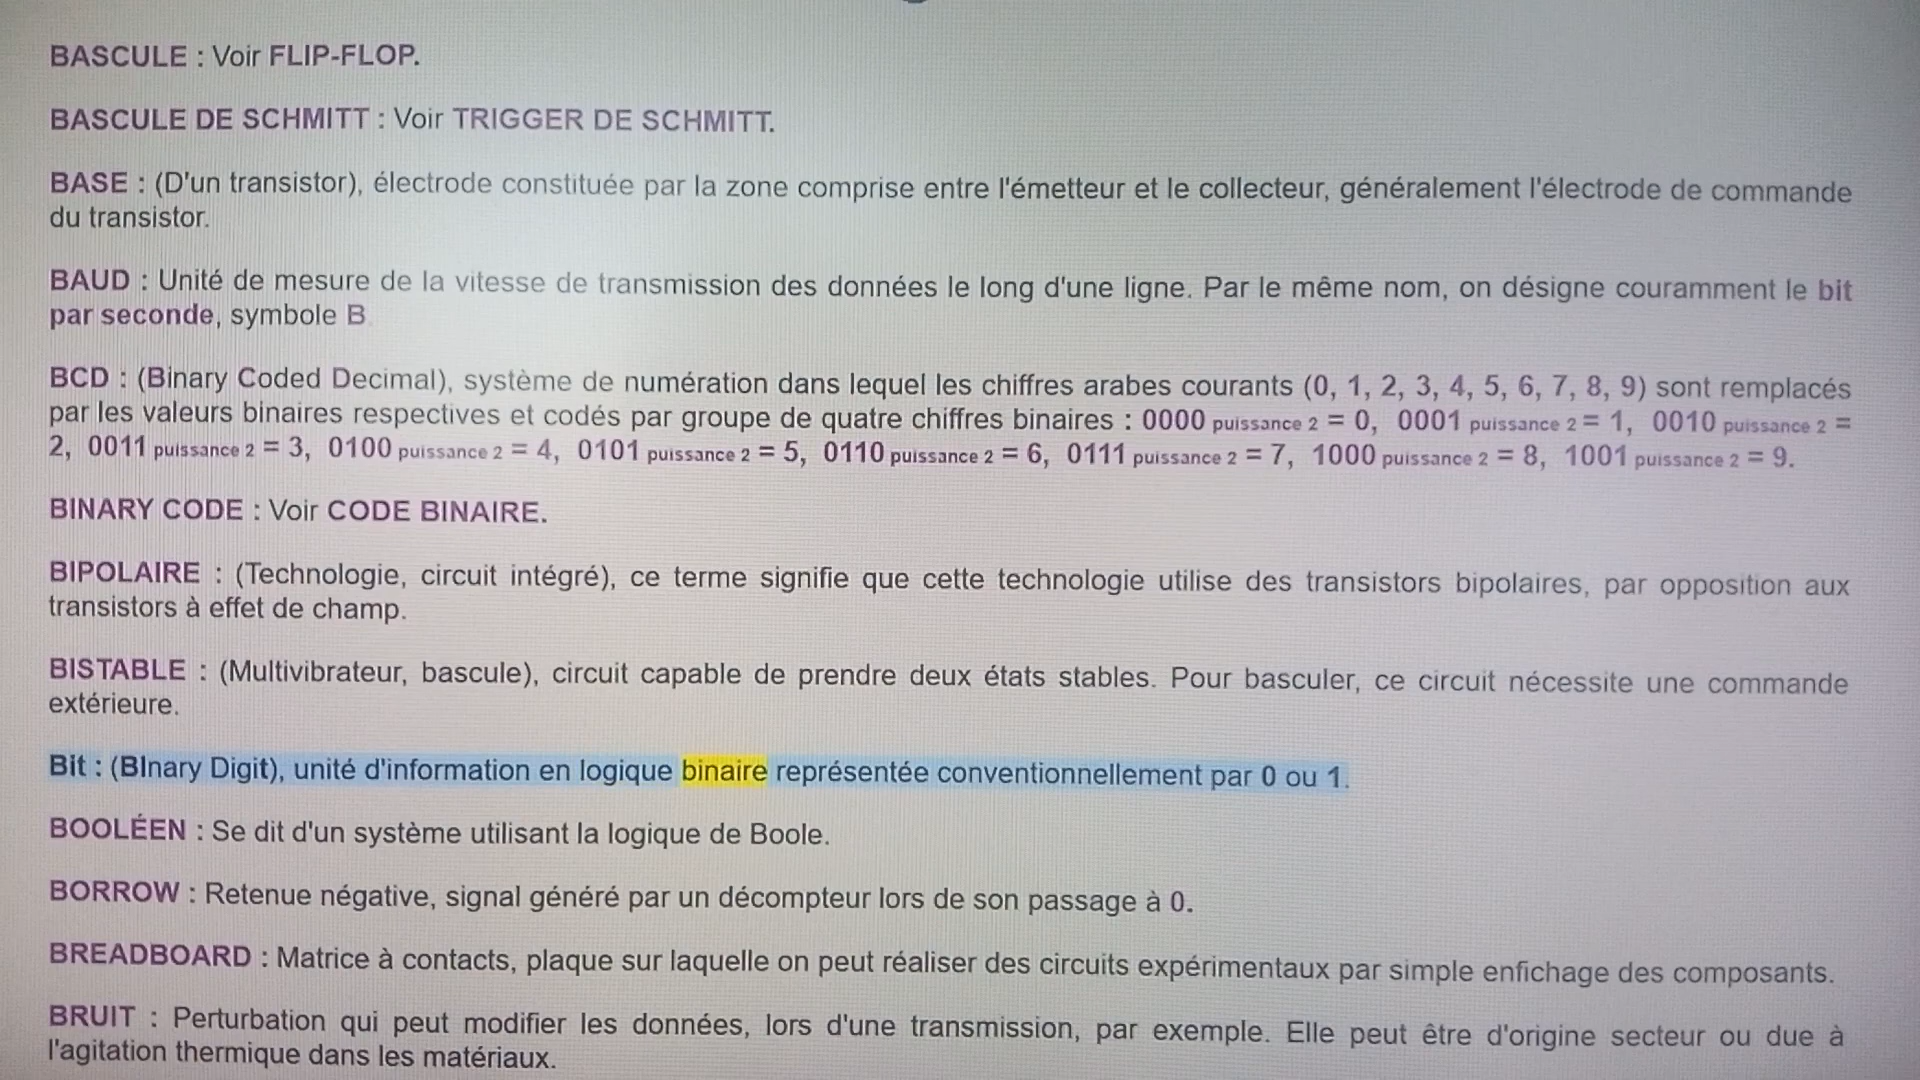 BASCULE : Voir FLIP-FLOP.
BASCULE DE SCHMITT : Voir TRIGGER DE SCHMITT.
BASE : (D'un transistor), électrode constituée par la zone comprise entre l'émetteur et le collecteur, généralement l'électrode de commande
du transistor.
BAUD : Unité de mesure de la vitesse de transmission des données le long d'une ligne. Par le même nom, on désigne couramment le bit
par seconde, symbole B.
BCD : (Binary Coded Decimal), système de numération dans lequel les chiffres arabes courants (0, 1, 2, 3, 4, 5, 6, 7, 8, 9) sont remplacés
par les valeurs binaires respectives et codés par groupe de quatre chiffres binaires : 0000 puissance 2 = 0, 0001 puissance 2 = 1, 0010 puissance 2 =
2, 0011 puissance 2 = 3, 0100 puissance 2 = 4, 0101 puissance 2 = 5, 0110 puissance 2 = 6, 0111 puissance 2 = 7, 1000 puissance 2 = 8, 1001 puissance 2 = 9.
BINARY CODE : Voir CODE BINAIRE.
BIPOLAIRE : (Technologie, circuit intégré), ce terme signifie que cette technologie utilise des transistors bipolaires, par opposition aux
transistors à effet de champ.
BISTABLE : (Multivibrateur, bascule), circuit capable de prendre deux états stables. Pour basculer, ce circuit nécessite une commande
extérieure.
Bit : (BInary Digit), unité d'information en logique binaire représentée conventionnellement par 0 ou 1.
BOOLÉEN : Se dit d'un système utilisant la logique de Boole.
BORROW : Retenue négative, signal généré par un décompteur lors de son passage à 0.
BREADBOARD : Matrice à contacts, plaque sur laquelle on peut réaliser des circuits expérimentaux par simple enfichage des composants.
BRUIT : Perturbation qui peut modifier les données, lors d'une transmission, par exemple. Elle peut être d'origine secteur ou due à
l'agitation thermique dans les matériaux.